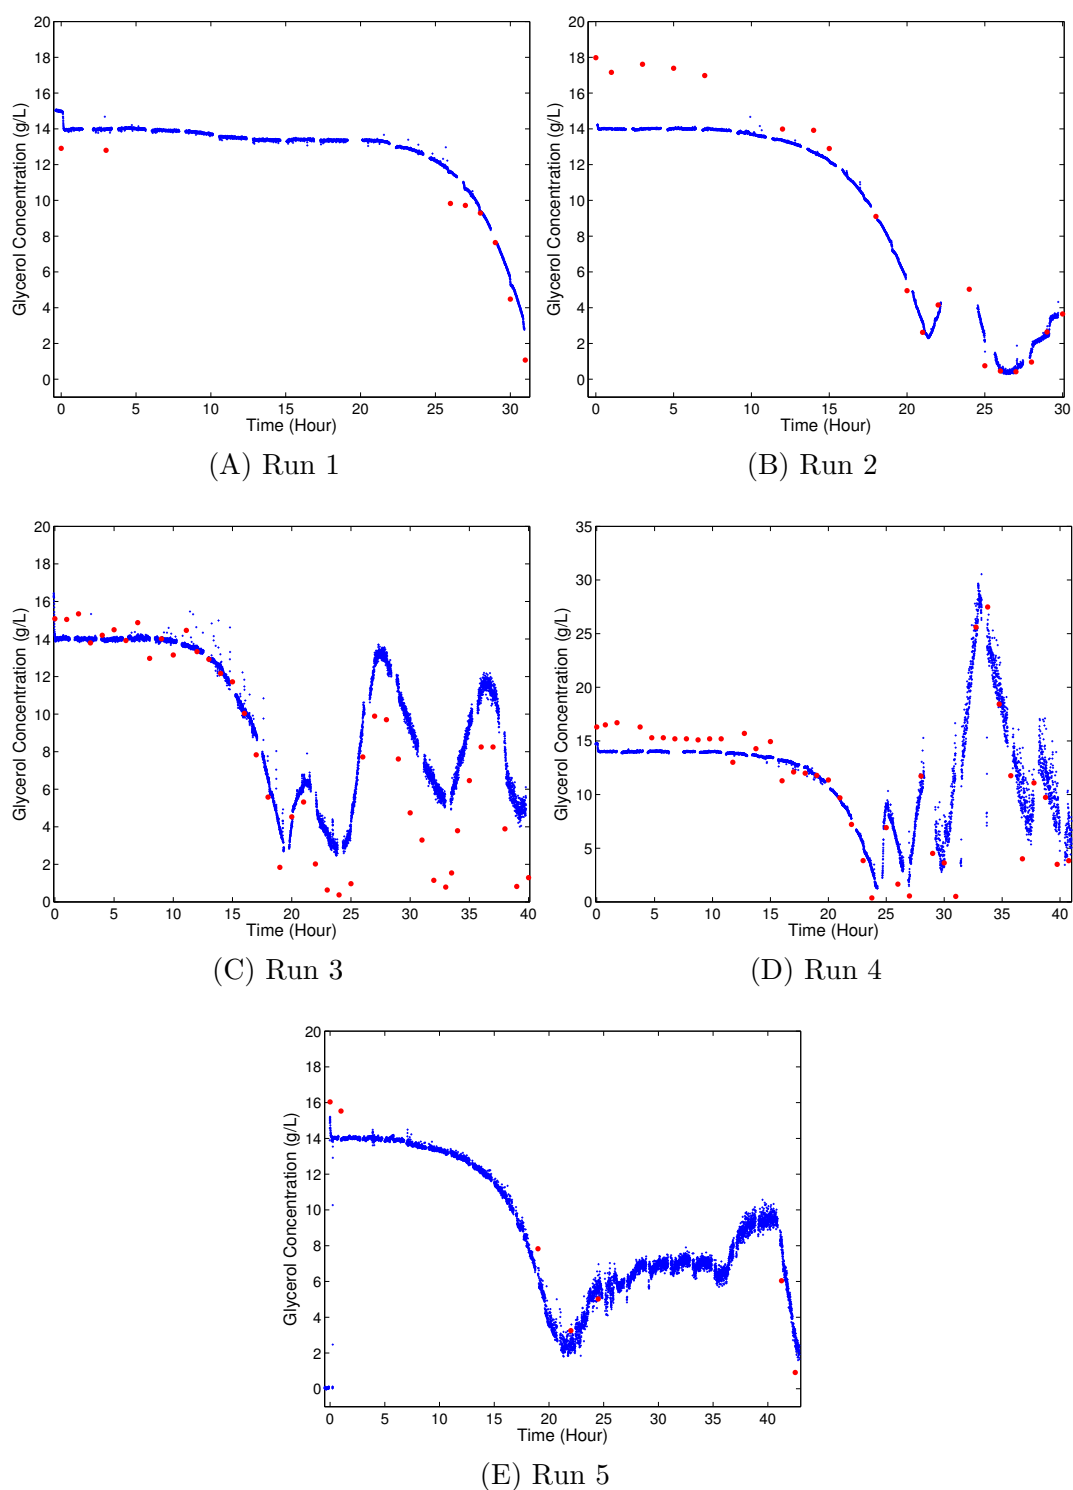 20
18
16
14
12
10
8
6
4
2
0
Glycerol Concentration (g/L)
0 5 10 15 20 25 30
Time (Hour)
(A) Run 1
20
18
16
14
12
10
8
6
4
2
0
Glycerol Concentration (g/L)
0 5 10 15 20 25 30
Time (Hour)
(B) Run 2
20
18
16
14
12
10
8
6
4
2
0
Glycerol Concentration (g/L)
0 5 10 15 20 25 30 35 40
Time (Hour)
(C) Run 3
35
30
25
20
15
10
5
0
Glycerol Concentration (g/L)
0 5 10 15 20 25 30 35 40
Time (Hour)
(D) Run 4
20
18
16
14
12
10
8
6
4
2
0
Glycerol Concentration (g/L)
0 5 10 15 20 25 30 35 40
Time (Hour)
(E) Run 5